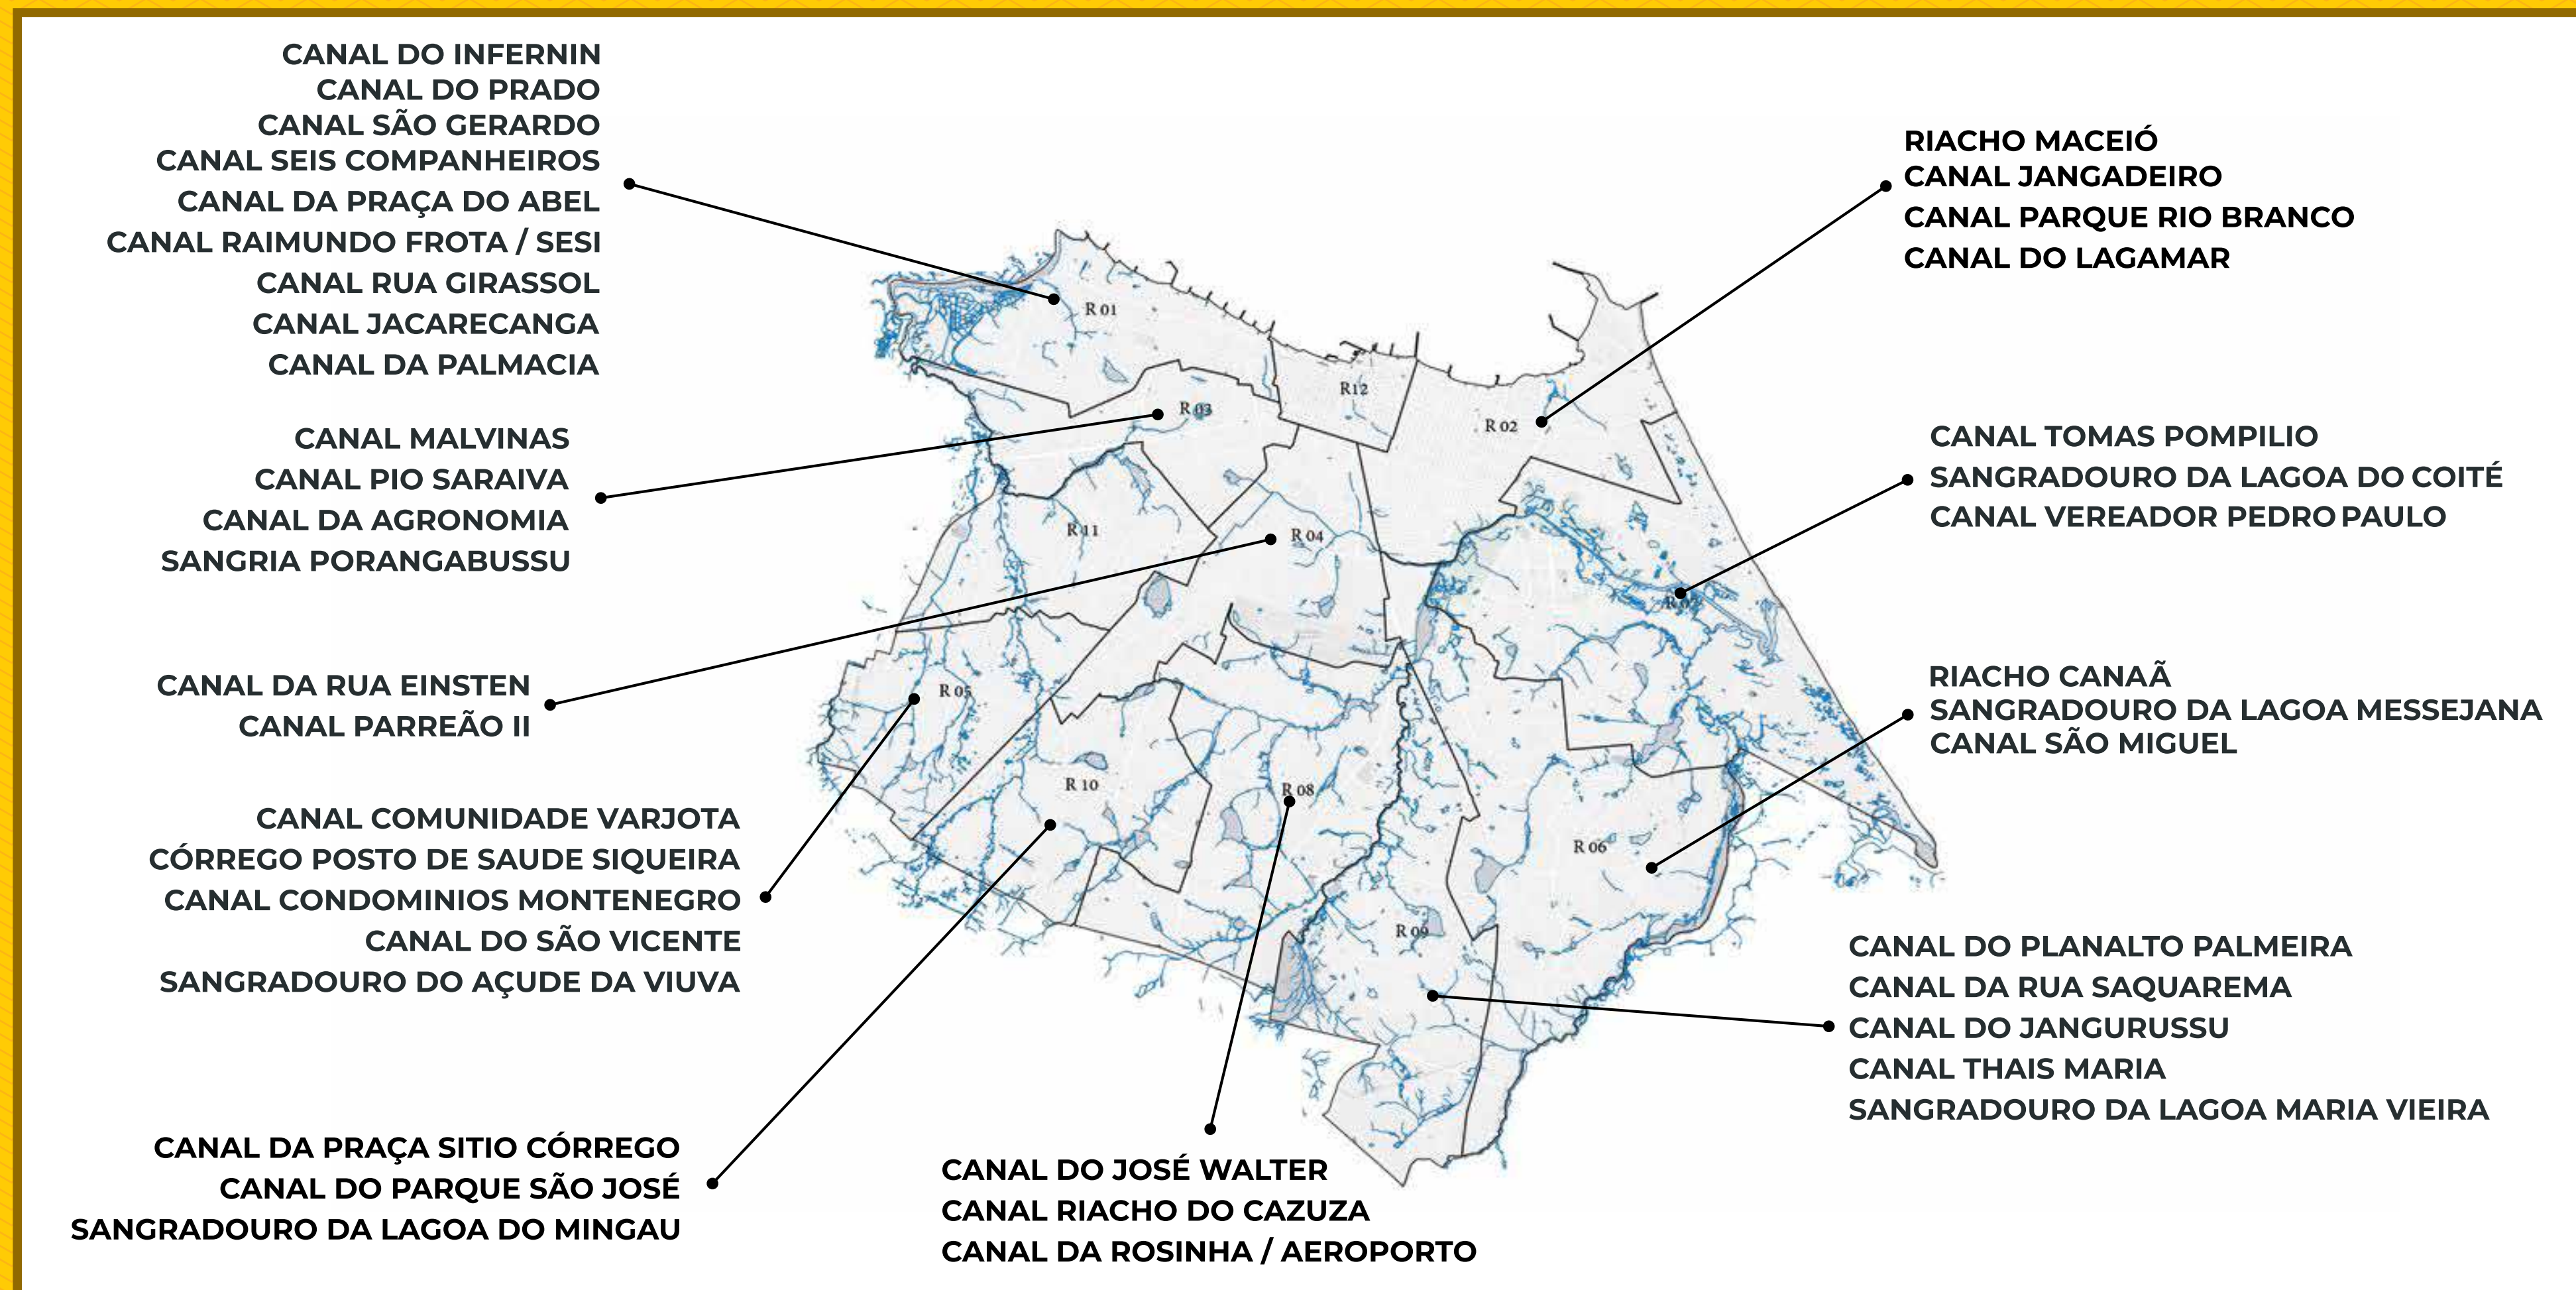 CANAL DO INFERNIN
CANAL DO PRADO
CANAL SÃO GERARDO
CANAL SEIS COMPANHEIROS
CANAL DA PRAÇA DO ABEL
CANAL RAIMUNDO FROTA / SESI
CANAL RUA GIRASSOL
CANAL JACARECANGA
CANAL DA PALMACIA
CANAL MALVINAS
CANAL PIO SARAIVA
CANAL DA AGRONOMIA
SANGRIA PORANGABUSSU
CANAL DA RUA EINSTEN
CANAL PARREÃO II
CANAL COMUNIDADE VARJOTA
CÓRREGO POSTO DE SAUDE SIQUEIRA
CANAL CONDOMINIOS MONTENEGRO
CANAL DO SÃO VICENTE
SANGRADOURO DO AÇUDE DA VIUVA
CANAL DA PRAÇA SITIO CÓRREGO
CANAL DO PARQUE SÃO JOSÉ
SANGRADOURO DA LAGOA DO MINGAU
R 01
R 03
R12
R 02
R 11
R 04
R 07
R 05
R 10
R 08
R 06
R 09
CANAL DO JOSÉ WALTER
CANAL RIACHO DO CAZUZA
CANAL DA ROSINHA / AEROPORTO
RIACHO MACEIÓ
CANAL JANGADEIRO
CANAL PARQUE RIO BRANCO
CANAL DO LAGAMAR
CANAL TOMAS POMPILIO
SANGRADOURO DA LAGOA DO COITÉ
CANAL VEREADOR PEDRO PAULO
RIACHO CANAÃ
SANGRADOURO DA LAGOA MESSEJANA
CANAL SÃO MIGUEL
CANAL DO PLANALTO PALMEIRA
CANAL DA RUA SAQUAREMA
CANAL DO JANGURUSSU
CANAL THAIS MARIA
SANGRADOURO DA LAGOA MARIA VIEIRA